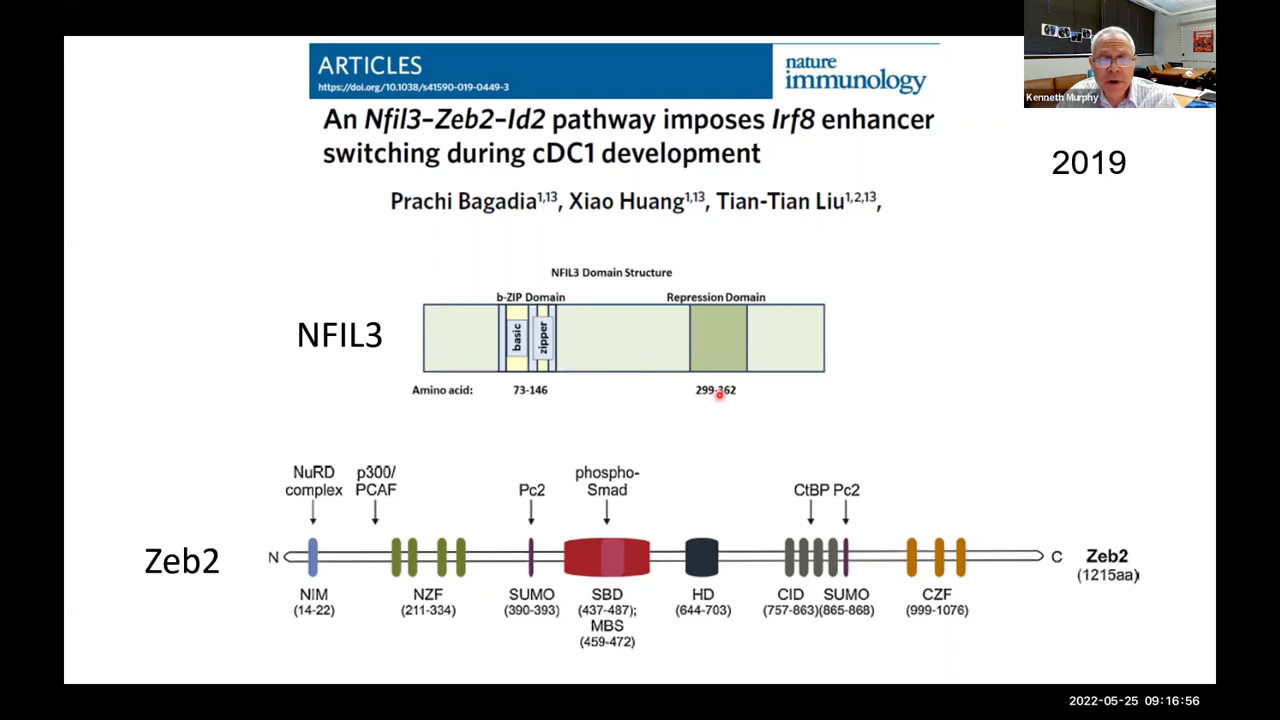 ARTICLES
https://doi.org/10.1038/s41590-019-0449-3
nature
immunology
Kenneth Murphy
An Nfil3–Zeb2–Id2 pathway imposes Irf8 enhancer
switching during cDC1 development
2019
Prachi Bagadia1,13, Xiao Huang1,13, Tian-Tian Liu1,2,13,
NFIL3 Domain Structure
b-ZIP Domain
Repression Domain
NFIL3
basic
zipper
Amino acid:
73-146
299-362
NuRD
complex
p300/
PCAF
Pc2
phospho-
Smad
CtBP Pc2
Zeb2
N
C
Zeb2
(1215aa)
NIM
(14-22)
NZF
(211-334)
SUMO
(390-393)
SBD
(437-487);
MBS
(459-472)
HD
(644-703)
CID
(757-863)
SUMO
(865-868)
CZF
(999-1076)
2022-05-25 09:16:56